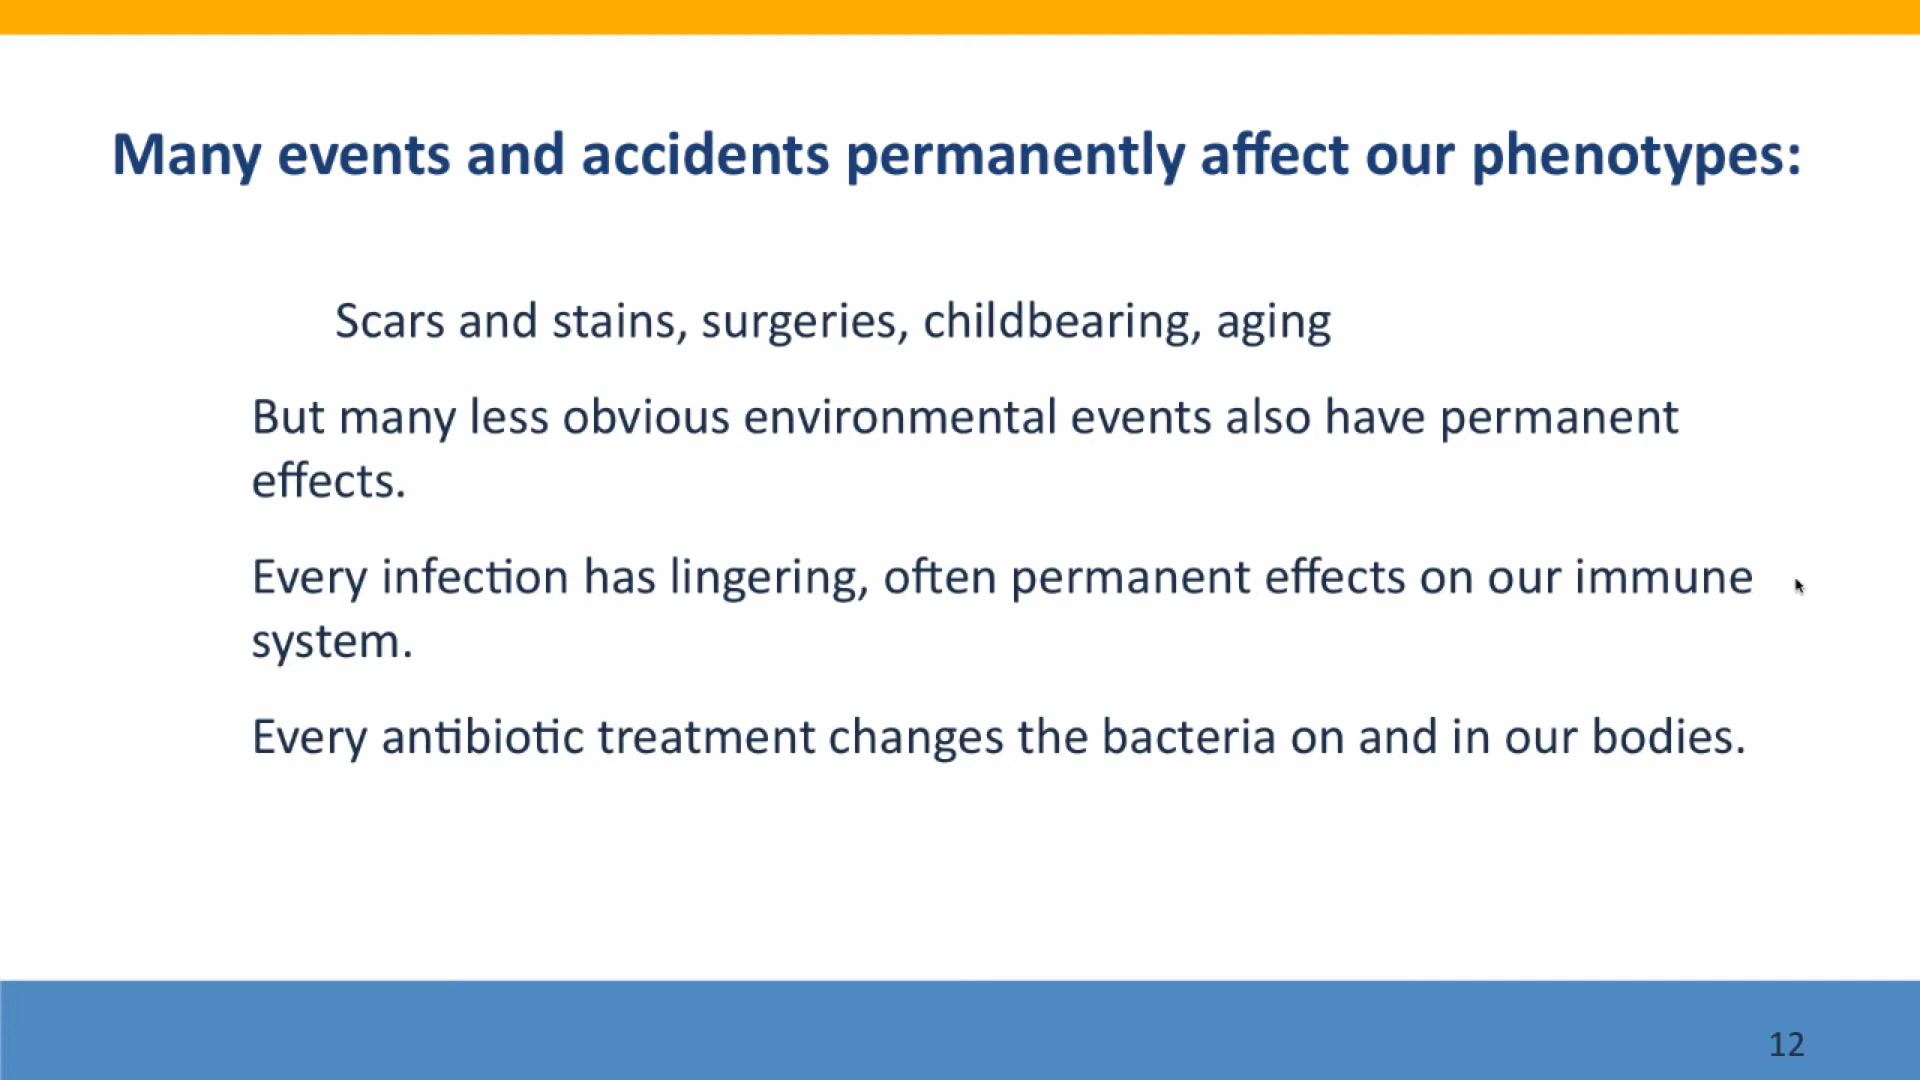 Many events and accidents permanently affect our phenotypes:
Scars and stains, surgeries, childbearing, aging
But many less obvious environmental events also have permanent
effects.
Every infection has lingering, often permanent effects on our immune
system.
Every antibiotic treatment changes the bacteria on and in our bodies.
12